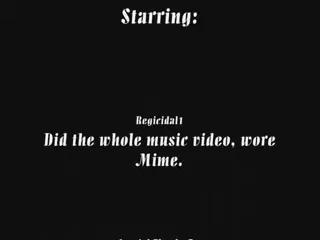 Starring:
Regicidal1
Did the whole music video, wore
Mime.